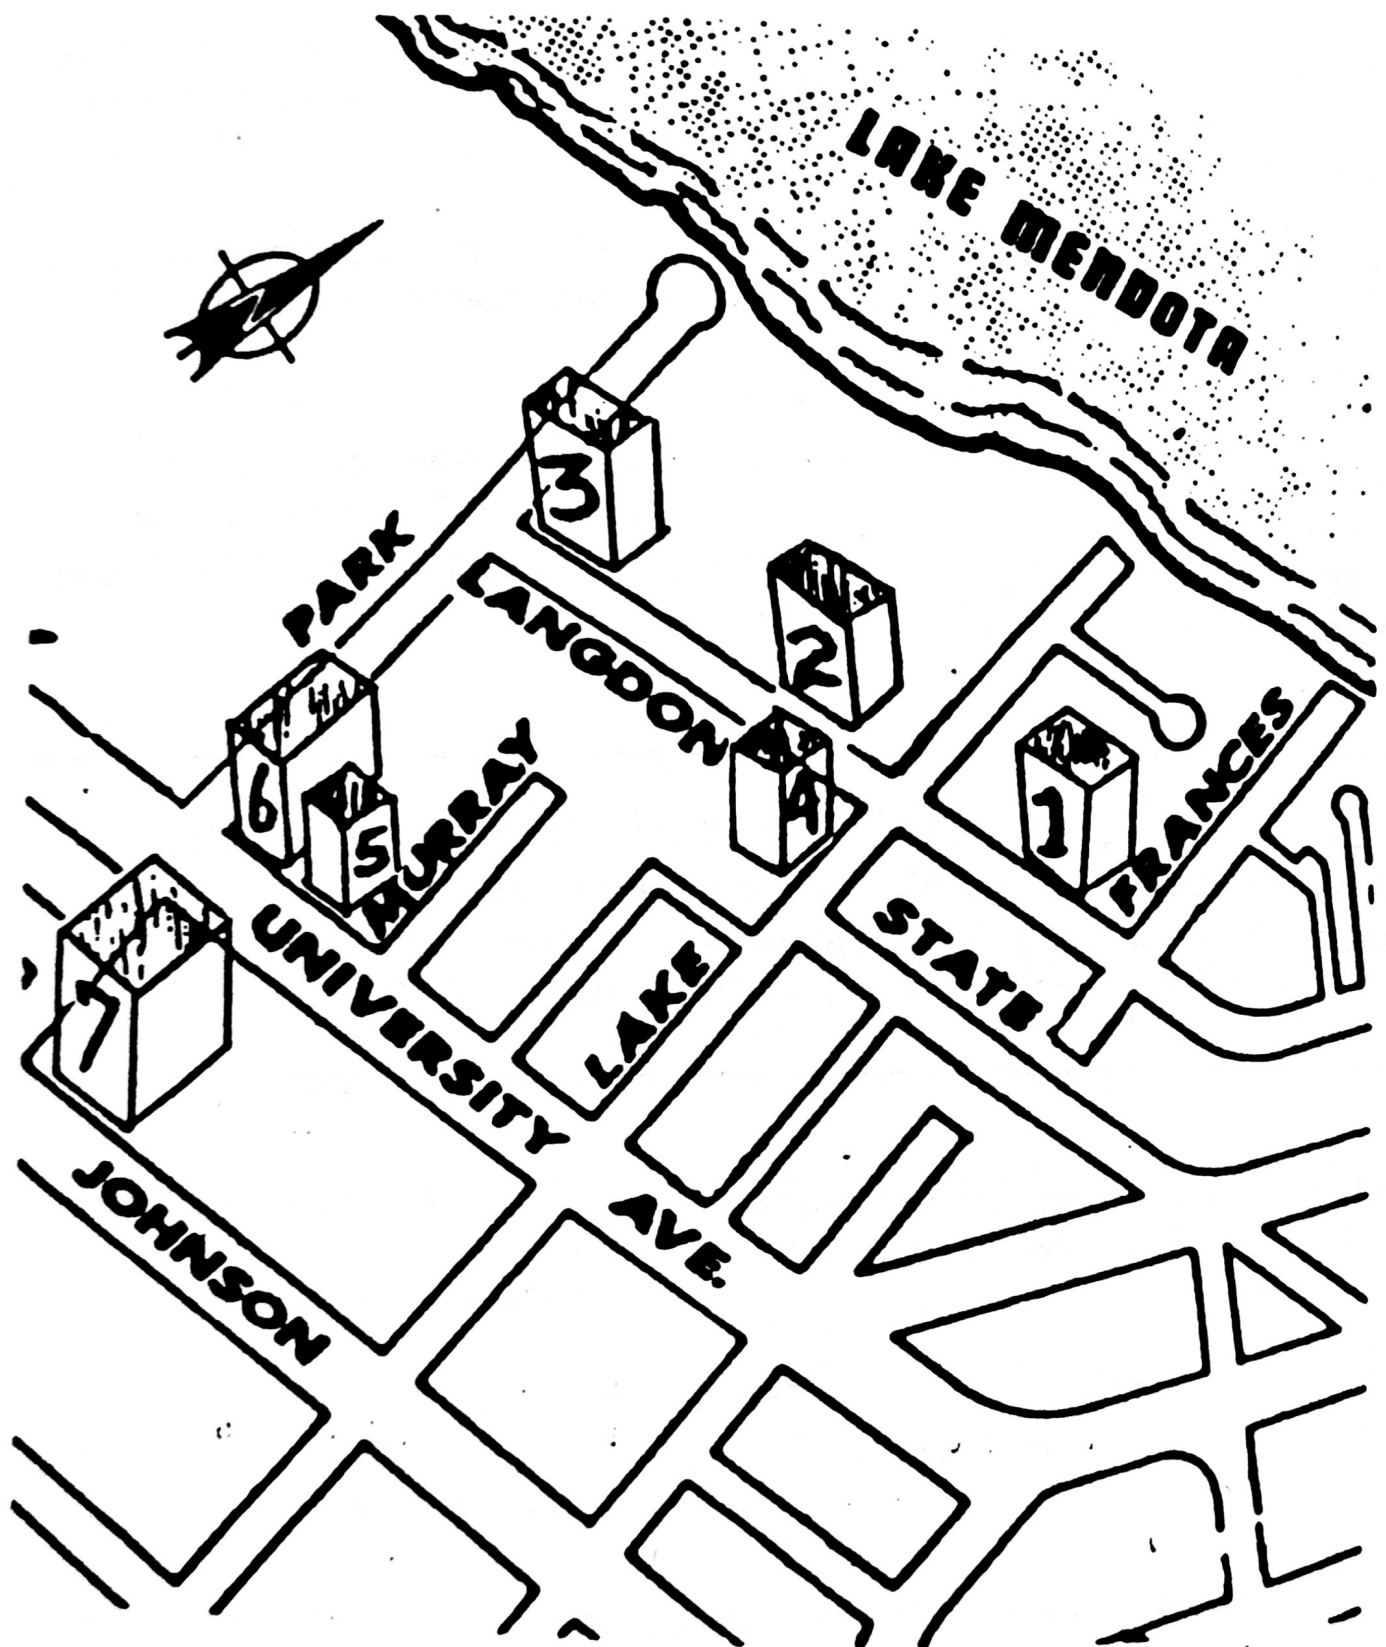 LAKE MENDOTA
3
PARK
LANGDON
2
FRANCES
1
4
6
5
MURRAY
STATE
LAKE
7
UNIVERSITY
AVE.
JOHNSON